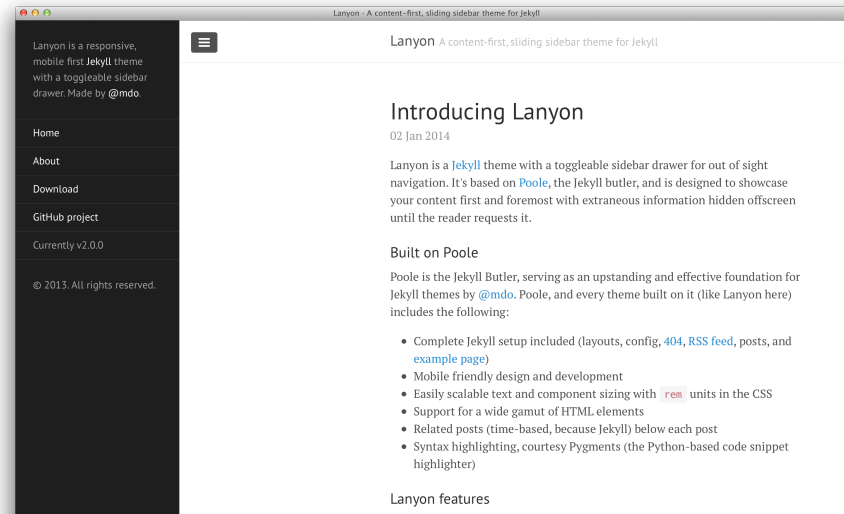 Lanyon · A content-first, sliding sidebar theme for Jekyll
Lanyon is a responsive,
mobile first Jekyll theme
with a toggleable sidebar
drawer. Made by @mdo.
Home
About
Download
GitHub project
Currently v2.0.0
© 2013. All rights reserved.
Lanyon A content-first, sliding sidebar theme for Jekyll
Introducing Lanyon
02 Jan 2014
Lanyon is a Jekyll theme with a toggleable sidebar drawer for out of sight
navigation. It's based on Poole, the Jekyll butler, and is designed to showcase
your content first and foremost with extraneous information hidden offscreen
until the reader requests it.
Built on Poole
Poole is the Jekyll Butler, serving as an upstanding and effective foundation for
Jekyll themes by @mdo. Poole, and every theme built on it (like Lanyon here)
includes the following:
• Complete Jekyll setup included (layouts, config, 404, RSS feed, posts, and
example page)
• Mobile friendly design and development
• Easily scalable text and component sizing with rem units in the CSS
• Support for a wide gamut of HTML elements
• Related posts (time-based, because Jekyll) below each post
• Syntax highlighting, courtesy Pygments (the Python-based code snippet
highlighter)
Lanyon features